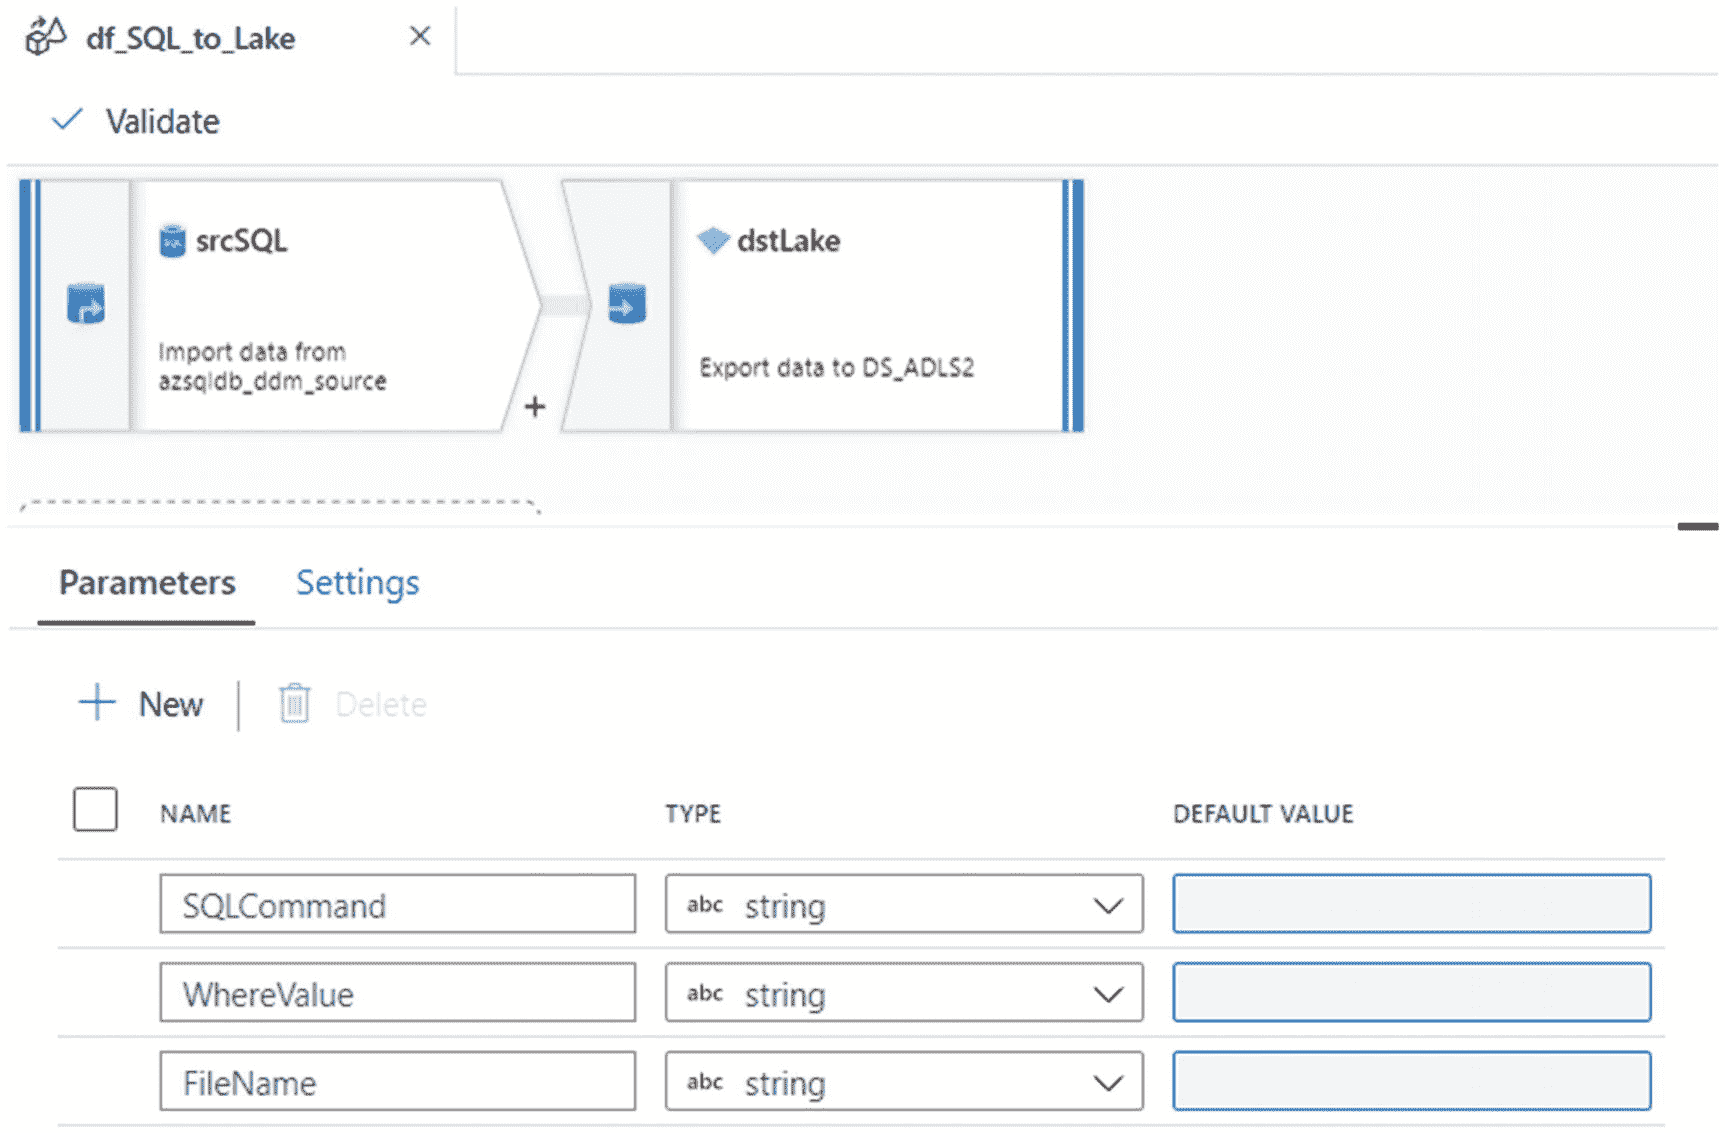 df_SQL_to_Lake
Validate
srcSQL
Import data from
azsqldb_ddm_source
+
dstLake
Export data to DS_ADLS2
Parameters Settings
New Delete
NAME TYPE DEFAULT VALUE
SQLCommand abc string
WhereValue abc string
FileName abc string